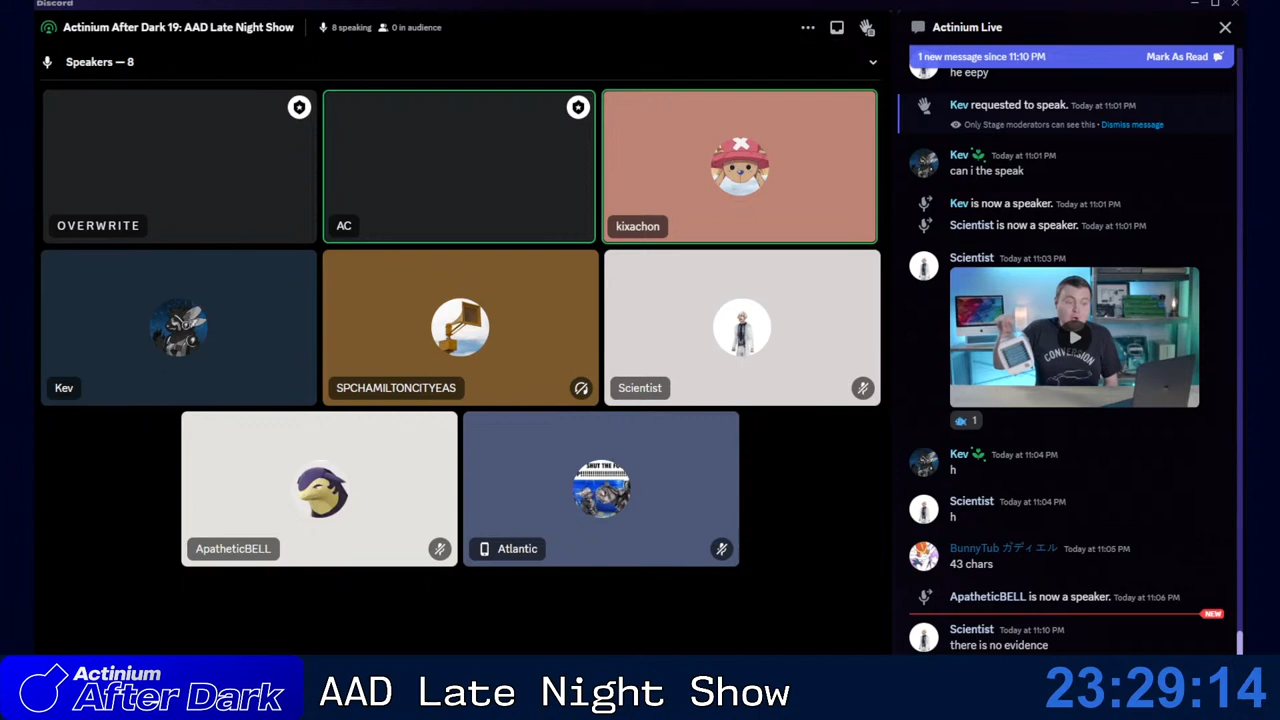 Discord
Actinium After Dark 19: AAD Late Night Show
8 speaking
0 in audience
Speakers — 8
OVERWRITE
AC
kixachon
Kev
SPCHAMILTONCITYEAS
Scientist
SHUT THE FO
ApatheticBELL
Atlantic
Actinium Live
1 new message since 11:10 PM
Mark As Read
he eepy
Kev requested to speak. Today at 11:01 PM
Only Stage moderators can see this • Dismiss message
Kev Today at 11:01 PM
can i the speak
Kev is now a speaker. Today at 11:01 PM
Scientist is now a speaker. Today at 11:01 PM
Scientist Today at 11:03 PM
CONVERSION
1
Kev Today at 11:04 PM
h
Scientist Today at 11:04 PM
h
BunnyTub ガディエル Today at 11:05 PM
43 chars
ApatheticBELL is now a speaker. Today at 11:06 PM
NEW
Scientist Today at 11:10 PM
there is no evidence
Actinium
After Dark
AAD Late Night Show
23:29:14